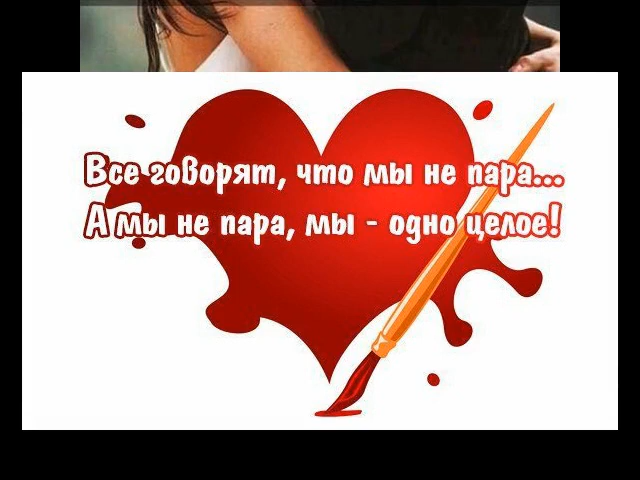 Все говорят, что мы не пара...
А мы не пара, мы - одно целое!